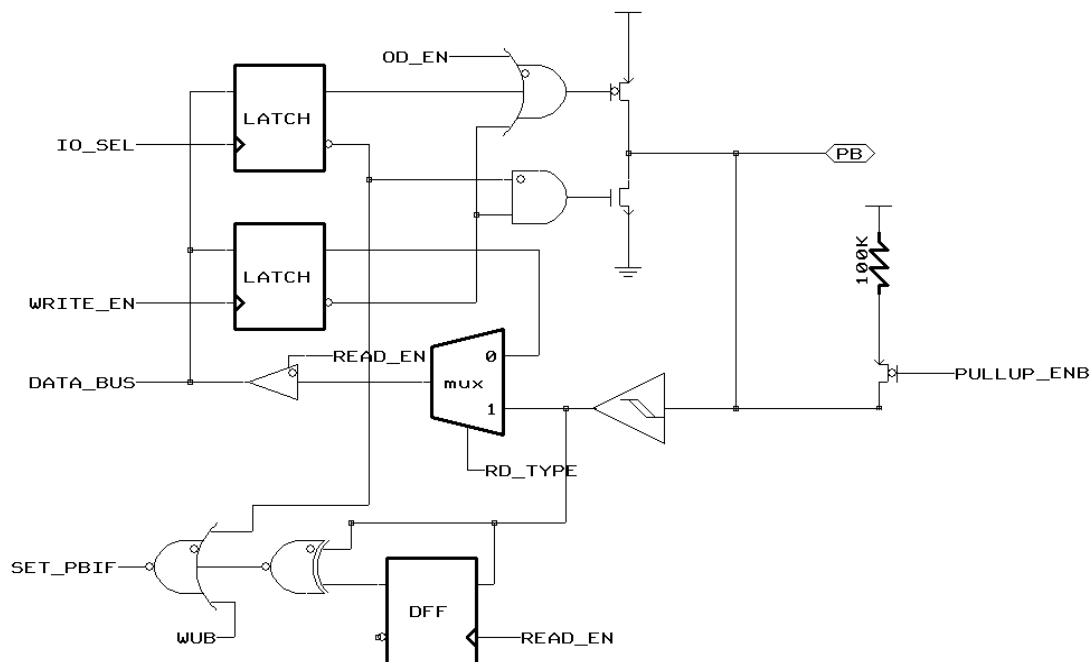 OD_EN
LATCH
IO_SEL
PB
100K
LATCH
WRITE_EN
0
READ_EN
mux
DATA_BUS
PULLUP_ENB
1
RD_TYPE
SET_PBIF
DFF
WUB
READ_EN